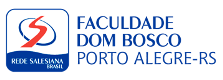 FACULDADE
DOM BOSCO
PORTO ALEGRE-RS
REDE SALESIANA
BRASIL